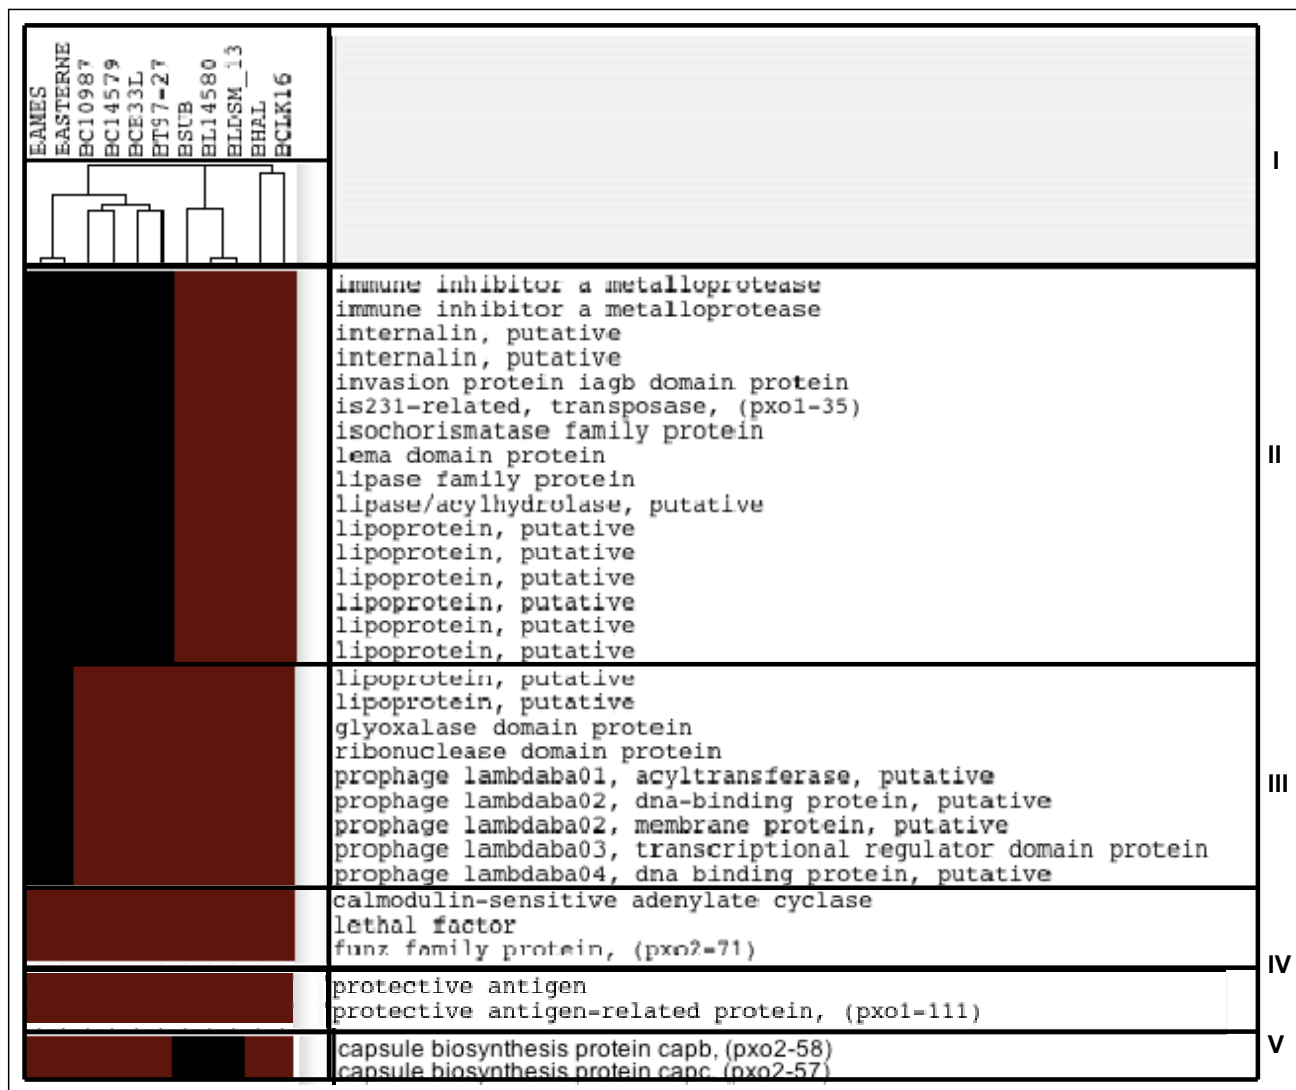 BAMES
BASTERNE
BC10987
BC14579
BCE33L
BT97-27
BSUB
BL14580
BLDSM_13
BHAL
BCLK16
I
immune inhibitor a metalloprotease
immune inhibitor a metalloprotease
internalin, putative
internalin, putative
invasion protein iagb domain protein
is231-related, transposase, (pxo1-35)
isochorismatase family protein
lema domain protein
II
lipase family protein
lipase/acylhydrolase, putative
lipoprotein, putative
lipoprotein, putative
lipoprotein, putative
lipoprotein, putative
lipoprotein, putative
lipoprotein, putative
lipoprotein, putative
lipoprotein, putative
glyoxalase domain protein
ribonuclease domain protein
prophage lambdaba01, acyltransferase, putative
III
prophage lambdaba02, dna-binding protein, putative
prophage lambdaba02, membrane protein, putative
prophage lambdaba03, transcriptional regulator domain protein
prophage lambdaba04, dna binding protein, putative
calmodulin-sensitive adenylate cyclase
lethal factor
funz family protein, (pxo2-71)
IV
protective antigen
protective antigen-related protein, (pxo1-111)
V
capsule biosynthesis protein capb, (pxo2-58)
capsule biosynthesis protein capc, (pxo2-57)